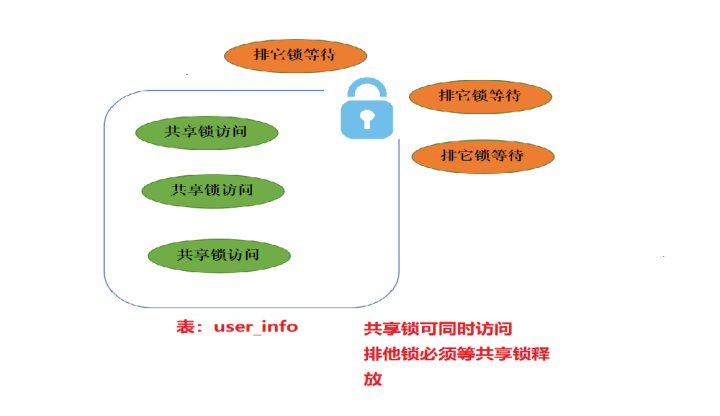 排它锁等待
排它锁等待
共享锁访问
排它锁等待
共享锁访问
共享锁访问
表：user_info
共享锁可同时访问
排他锁必须等共享锁释
放